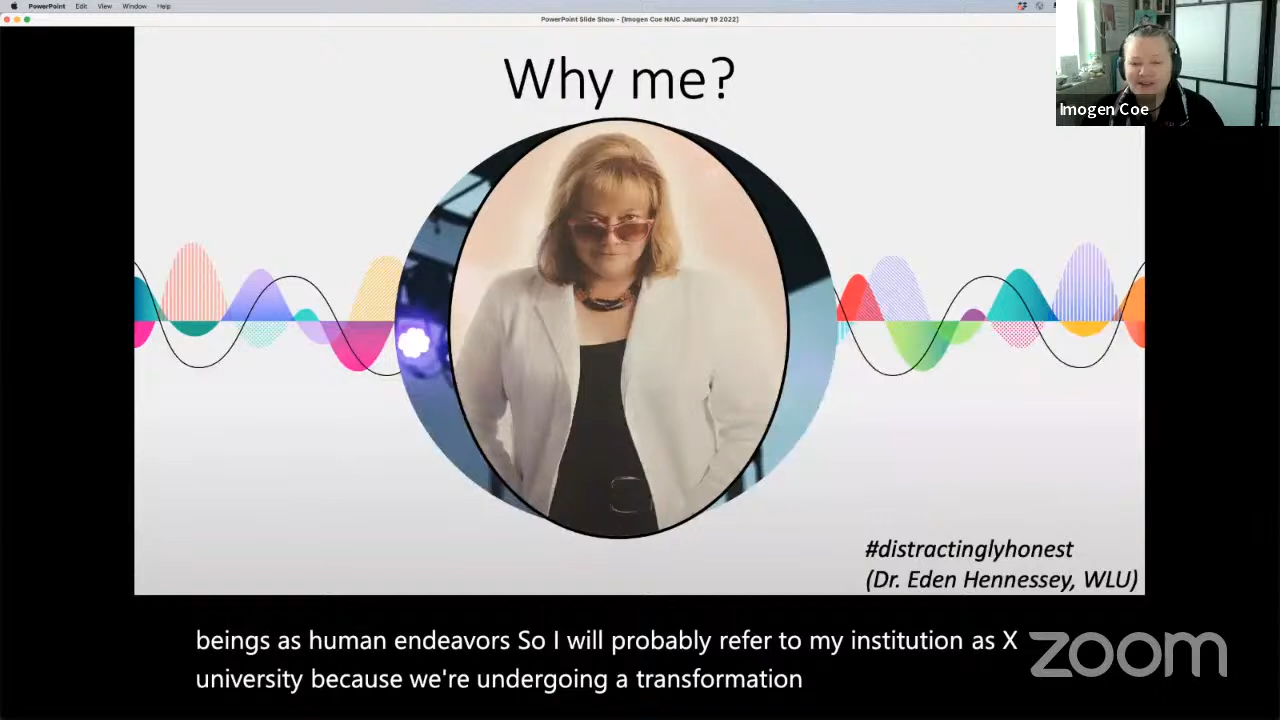 PowerPoint Edit View Window Help
PowerPoint Slide Show - [Imogen Coe NAIC January 19 2022]
Why me?
Imogen Coe
#distractinglyhonest
(Dr. Eden Hennessey, WLU)
beings as human endeavors So I will probably refer to my institution as X
university because we're undergoing a transformation
zoom